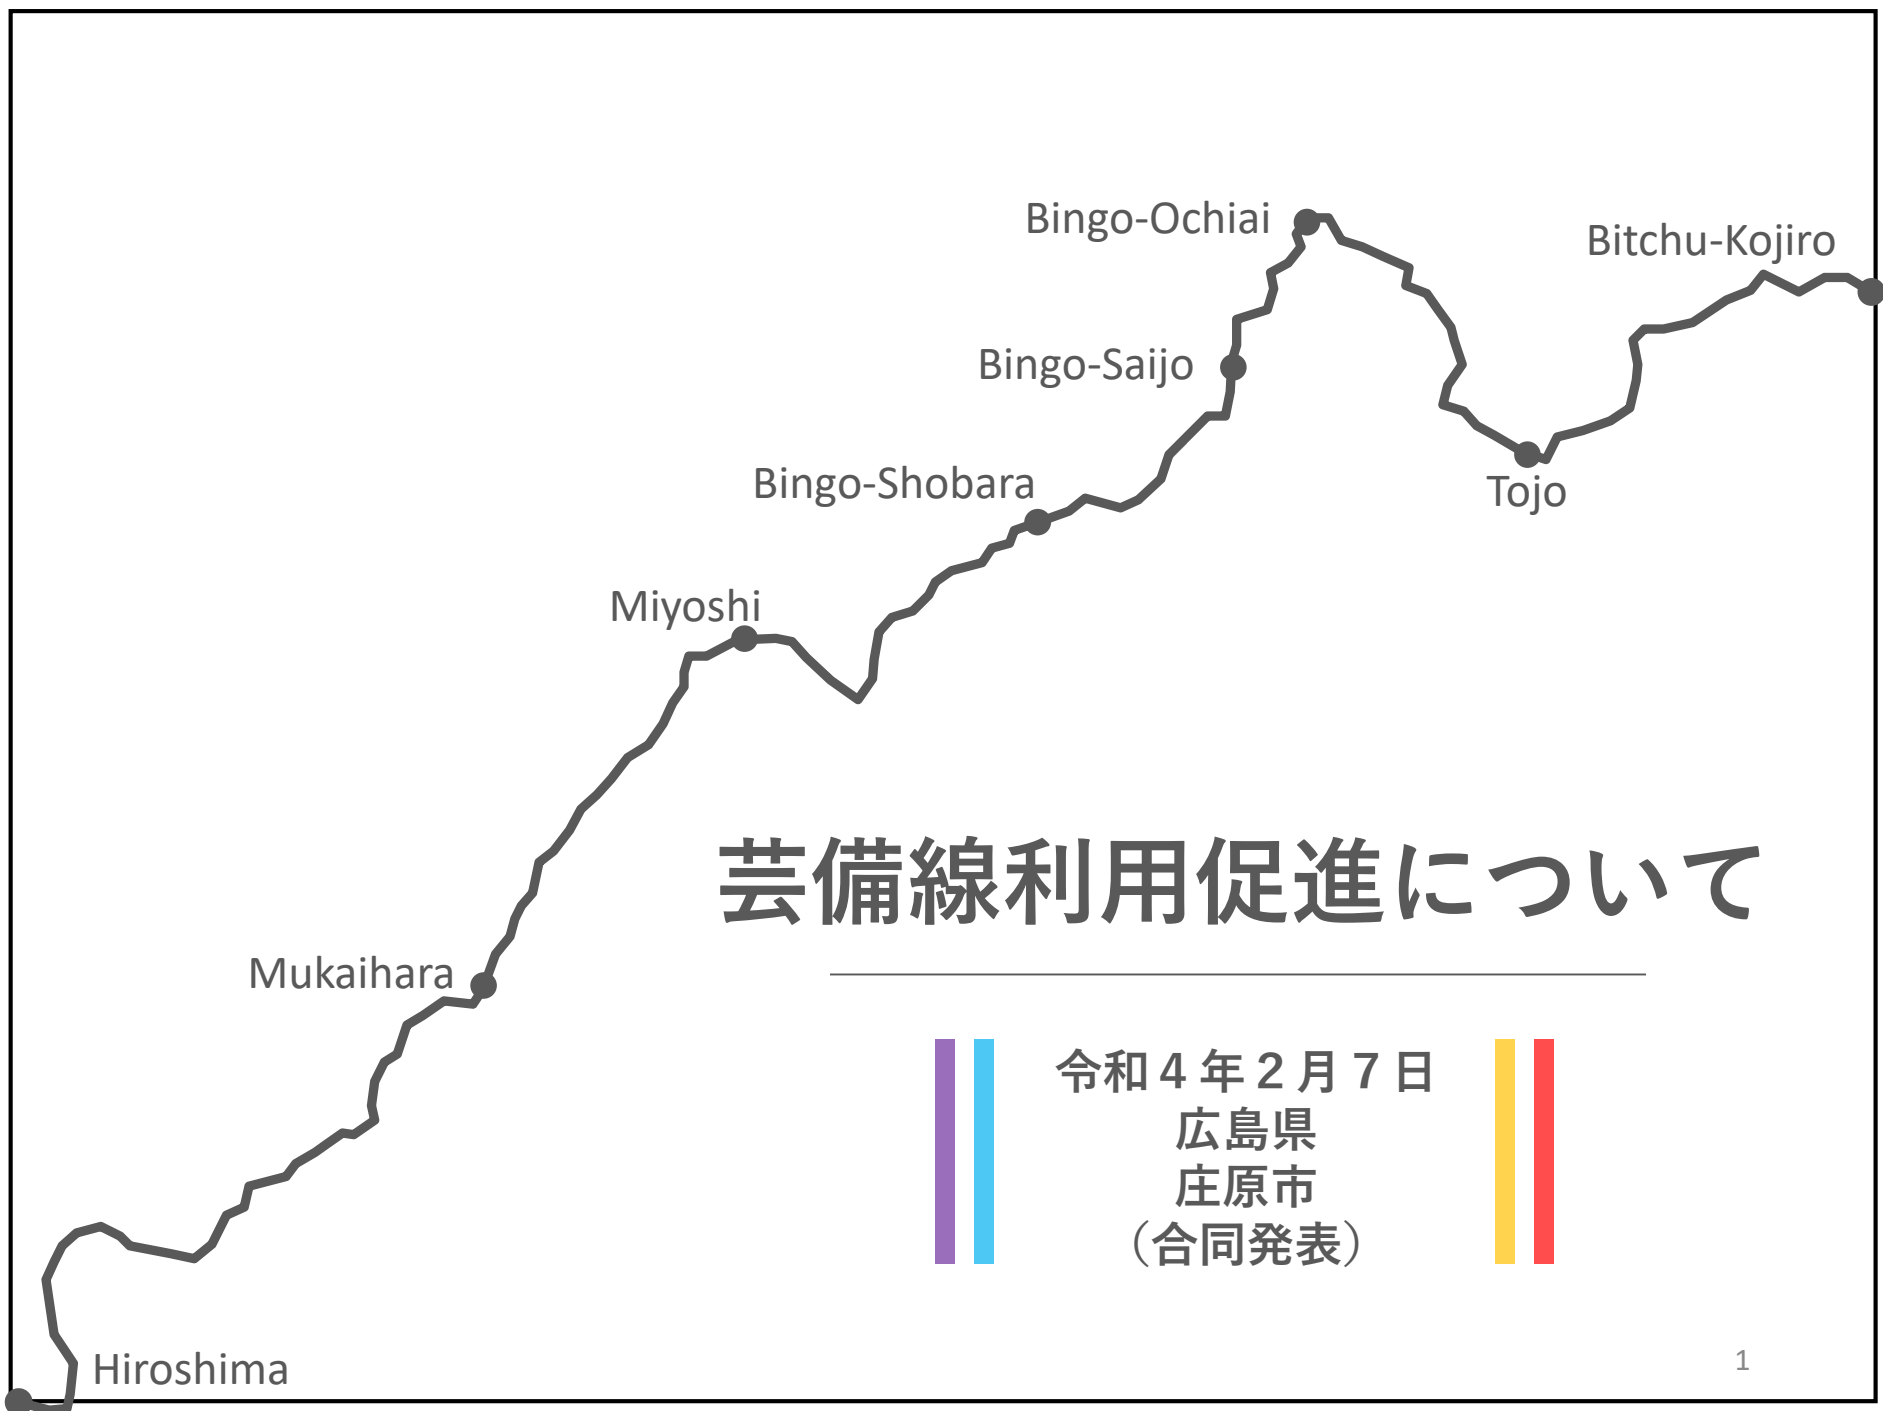 Bingo-Ochiai
Bitchu-Kojiro
Bingo-Saijo
Bingo-Shobara
Tojo
Miyoshi
芸備線利用促進について
Mukaihara
令和４年２月７日
広島県
庄原市
（合同発表）
Hiroshima
1